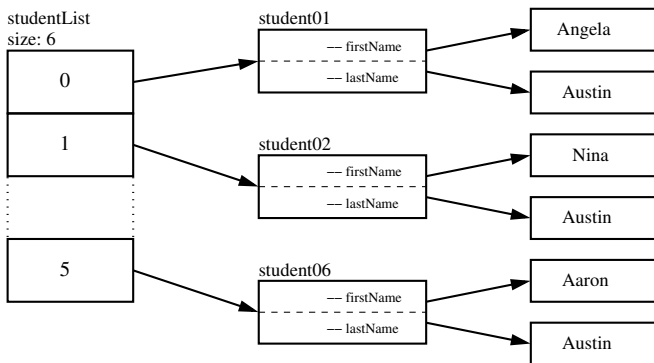 studentList
size: 6
0
1
5
student01
— firstName
— lastName
Angela
Austin
student02
— firstName
— lastName
Nina
Austin
student06
— firstName
— lastName
Aaron
Austin